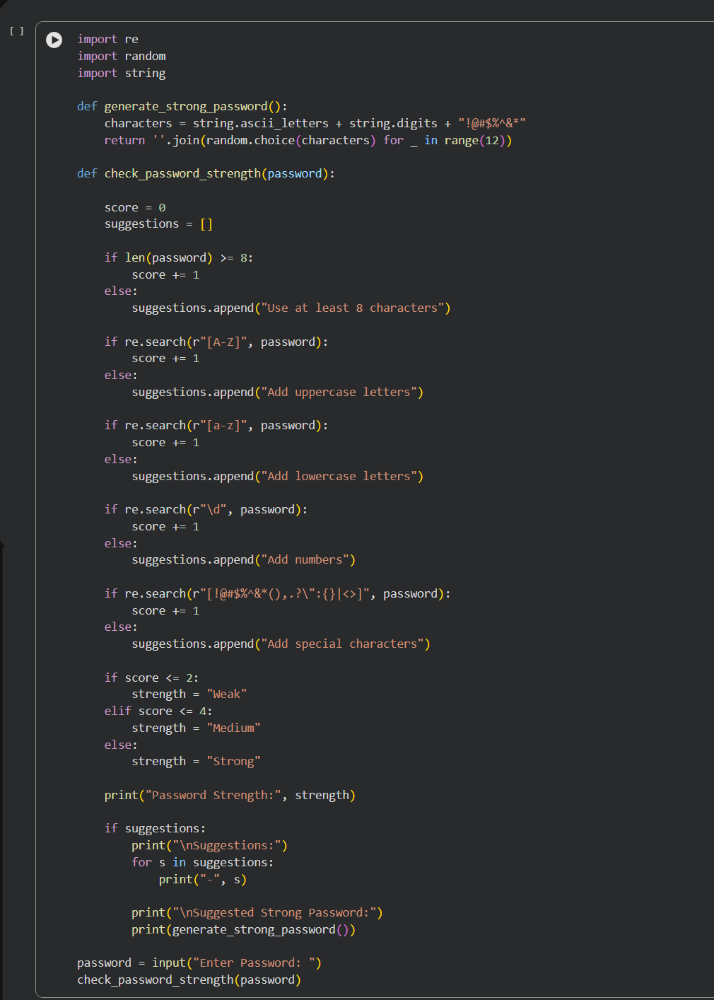 [ ]
import re
import random
import string
def generate_strong_password():
    characters = string.ascii_letters + string.digits + "!@#$%^&*"
    return ''.join(random.choice(characters) for _ in range(12))
def check_password_strength(password):
    score = 0
    suggestions = []
    if len(password) >= 8:
        score += 1
    else:
        suggestions.append("Use at least 8 characters")
    if re.search(r"[A-Z]", password):
        score += 1
    else:
        suggestions.append("Add uppercase letters")
    if re.search(r"[a-z]", password):
        score += 1
    else:
        suggestions.append("Add lowercase letters")
    if re.search(r"\d", password):
        score += 1
    else:
        suggestions.append("Add numbers")
    if re.search(r"[!@#$%^&*(),.?\":{}|<>]", password):
        score += 1
    else:
        suggestions.append("Add special characters")
    if score <= 2:
        strength = "Weak"
    elif score <= 4:
        strength = "Medium"
    else:
        strength = "Strong"
    print("Password Strength:", strength)
    if suggestions:
        print("\nSuggestions:")
        for s in suggestions:
            print("-", s)
        print("\nSuggested Strong Password:")
        print(generate_strong_password())
password = input("Enter Password: ")
check_password_strength(password)